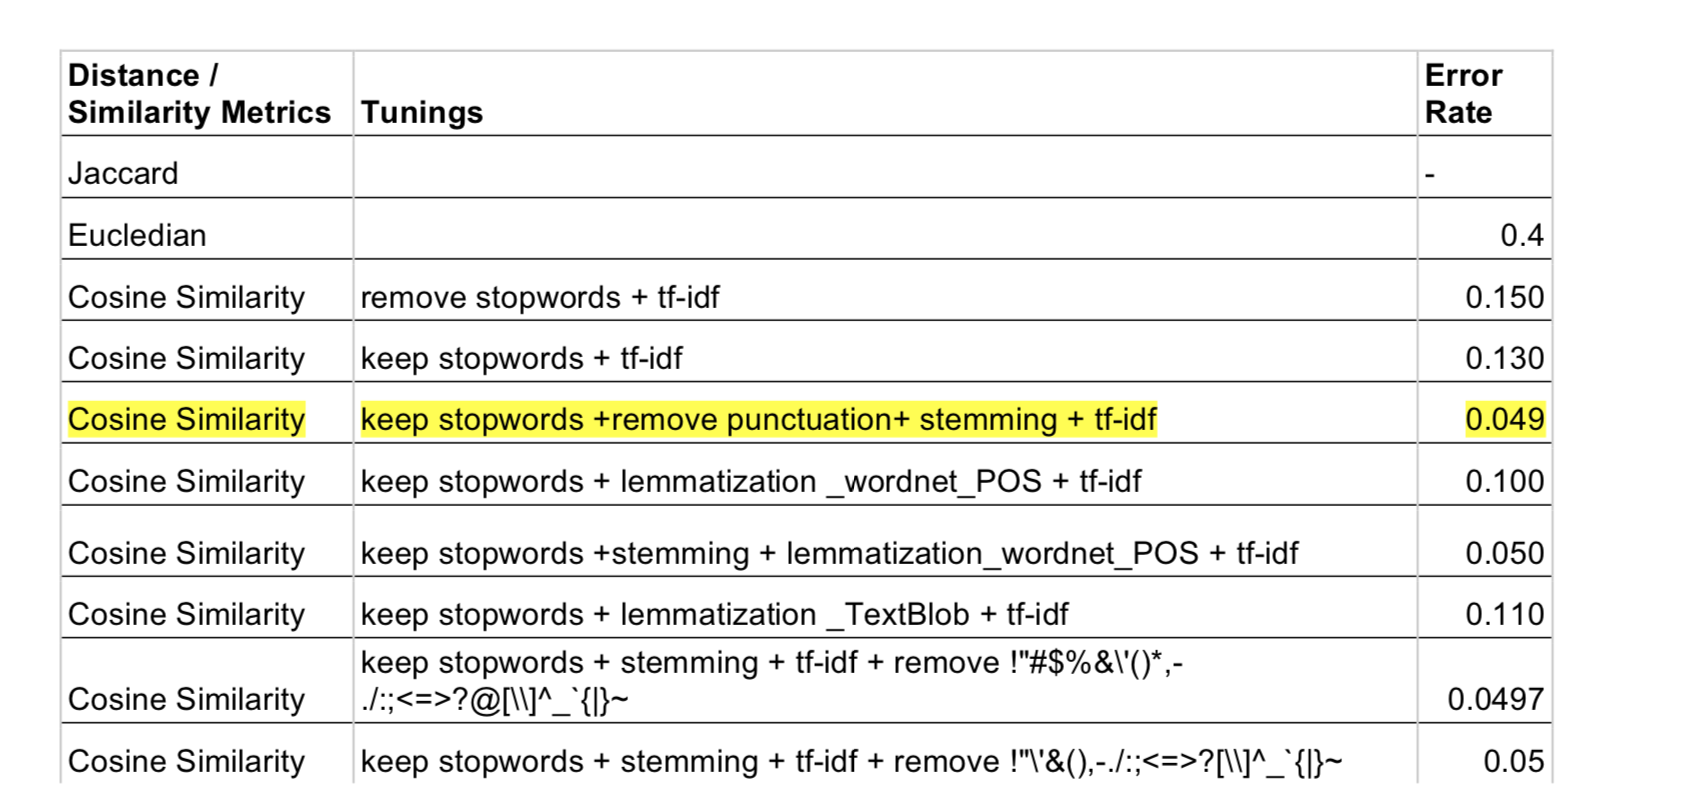 Distance /
Similarity Metrics Tunings Error
Rate
Jaccard -
Eucledian 0.4
Cosine Similarity remove stopwords + tf-idf 0.150
Cosine Similarity keep stopwords + tf-idf 0.130
Cosine Similarity keep stopwords +remove punctuation+ stemming + tf-idf 0.049
Cosine Similarity keep stopwords + lemmatization _wordnet_POS + tf-idf 0.100
Cosine Similarity keep stopwords +stemming + lemmatization_wordnet_POS + tf-idf 0.050
Cosine Similarity keep stopwords + lemmatization _TextBlob + tf-idf 0.110
keep stopwords + stemming + tf-idf + remove !"#$%&\'()*,-
Cosine Similarity ./:;<=>?@[\\]^_`{|}~ 0.0497
Cosine Similarity keep stopwords + stemming + tf-idf + remove !"\'&(),-./:;<=>?[\\]^_`{|}~ 0.05